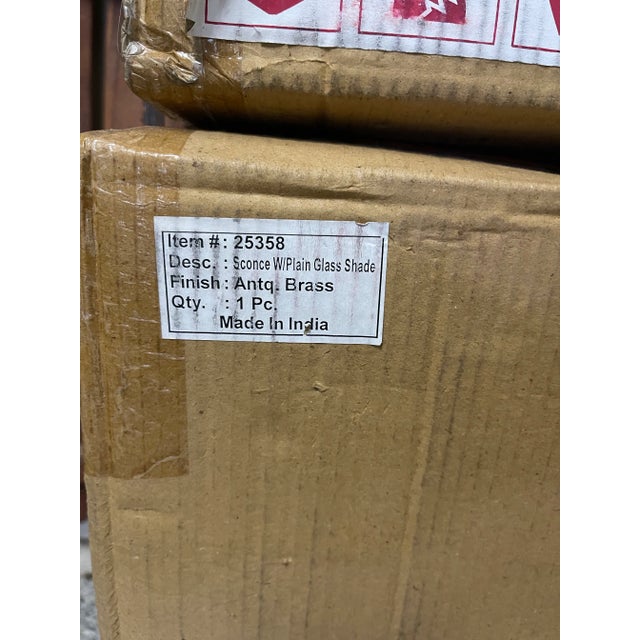 Item #: 25358
Desc. : Sconce W/Plain Glass Shade
Finish : Antq. Brass
Qty. : 1 Pc.
Made In India